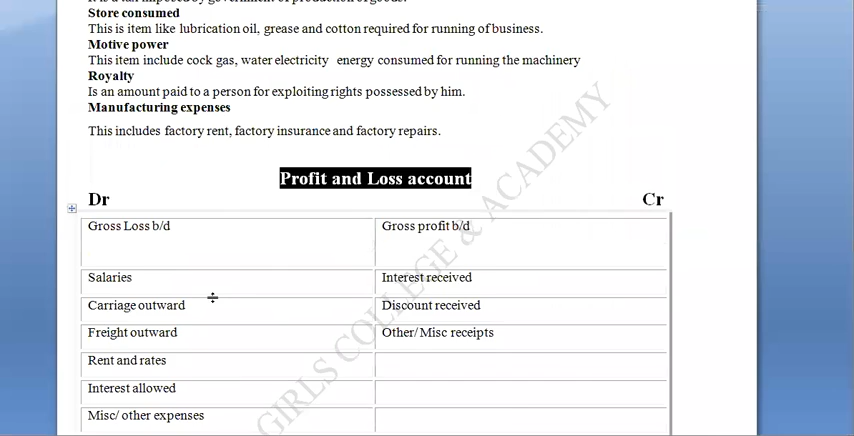 Store consumed
This is item like lubrication oil, grease and cotton required for running of business.
Motive power
This item include cock gas, water electricity energy consumed for running the machinery
Royalty
Is an amount paid to a person for exploiting rights possessed by him.
Manufacturing expenses
This includes factory rent, factory insurance and factory repairs.
Profit and Loss account
Dr Cr
Gross Loss b/d Gross profit b/d
Salaries Interest received
Carriage outward Discount received
Freight outward Other/ Misc receipts
Rent and rates
Interest allowed
Misc/ other expenses
GIRLS COLLEGE & ACADEMY